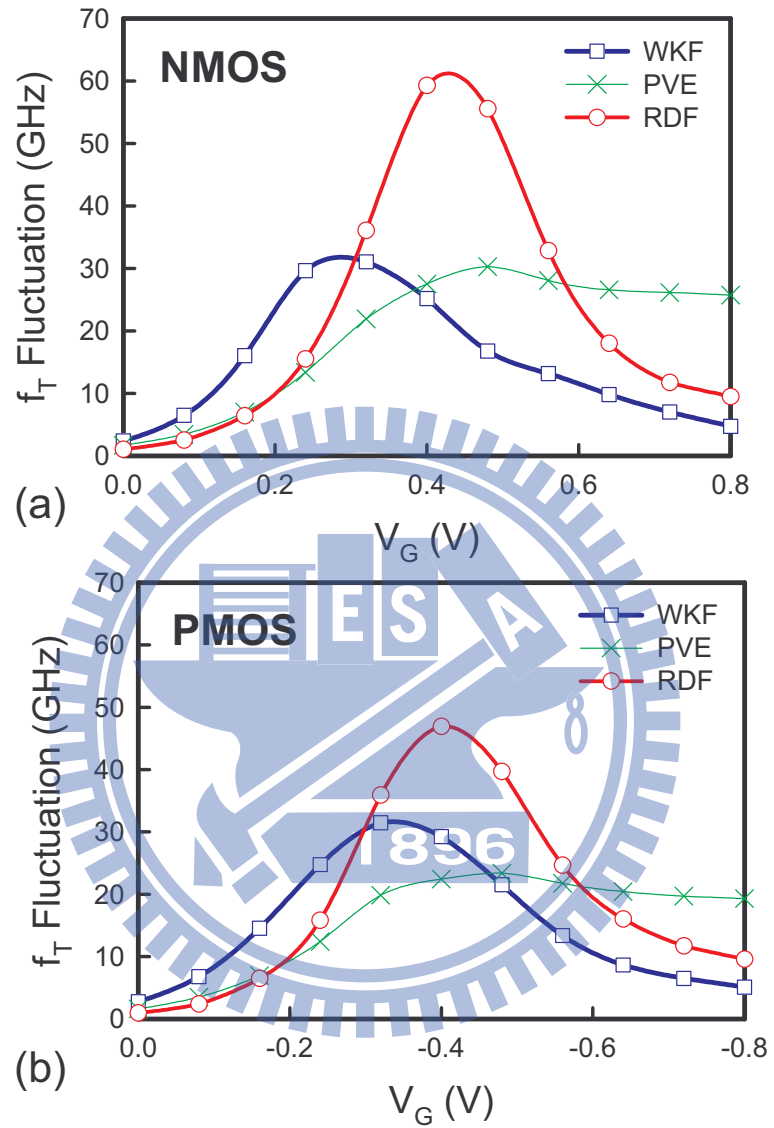 70
60
50
40
30
20
10
0
f_T Fluctuation (GHz)
NMOS
WKF
PVE
RDF
0.0 0.2 0.4 0.6 0.8
V_G (V)
(a)
70
60
50
40
30
20
10
0
f_T Fluctuation (GHz)
PMOS
WKF
PVE
RDF
E S A
8
1896
0.0 -0.2 -0.4 -0.6 -0.8
V_G (V)
(b)